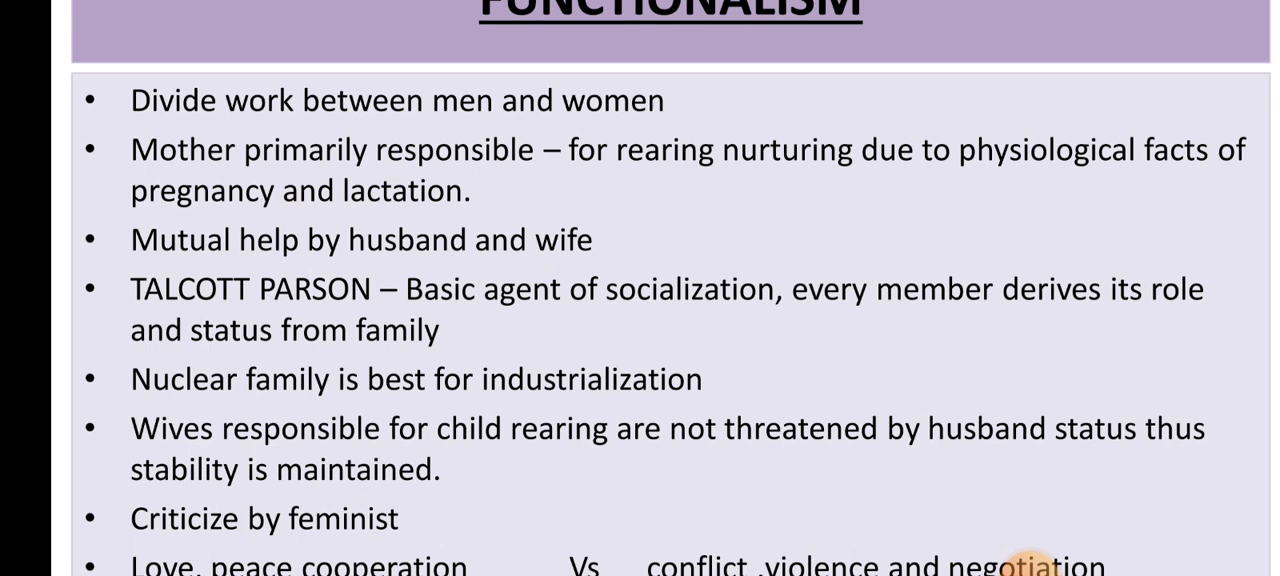 FUNCTIONALISM
• Divide work between men and women
• Mother primarily responsible – for rearing nurturing due to physiological facts of
pregnancy and lactation.
• Mutual help by husband and wife
• TALCOTT PARSON – Basic agent of socialization, every member derives its role
and status from family
• Nuclear family is best for industrialization
• Wives responsible for child rearing are not threatened by husband status thus
stability is maintained.
• Criticize by feminist
• Love, peace cooperation Vs conflict ,violence and negotiation